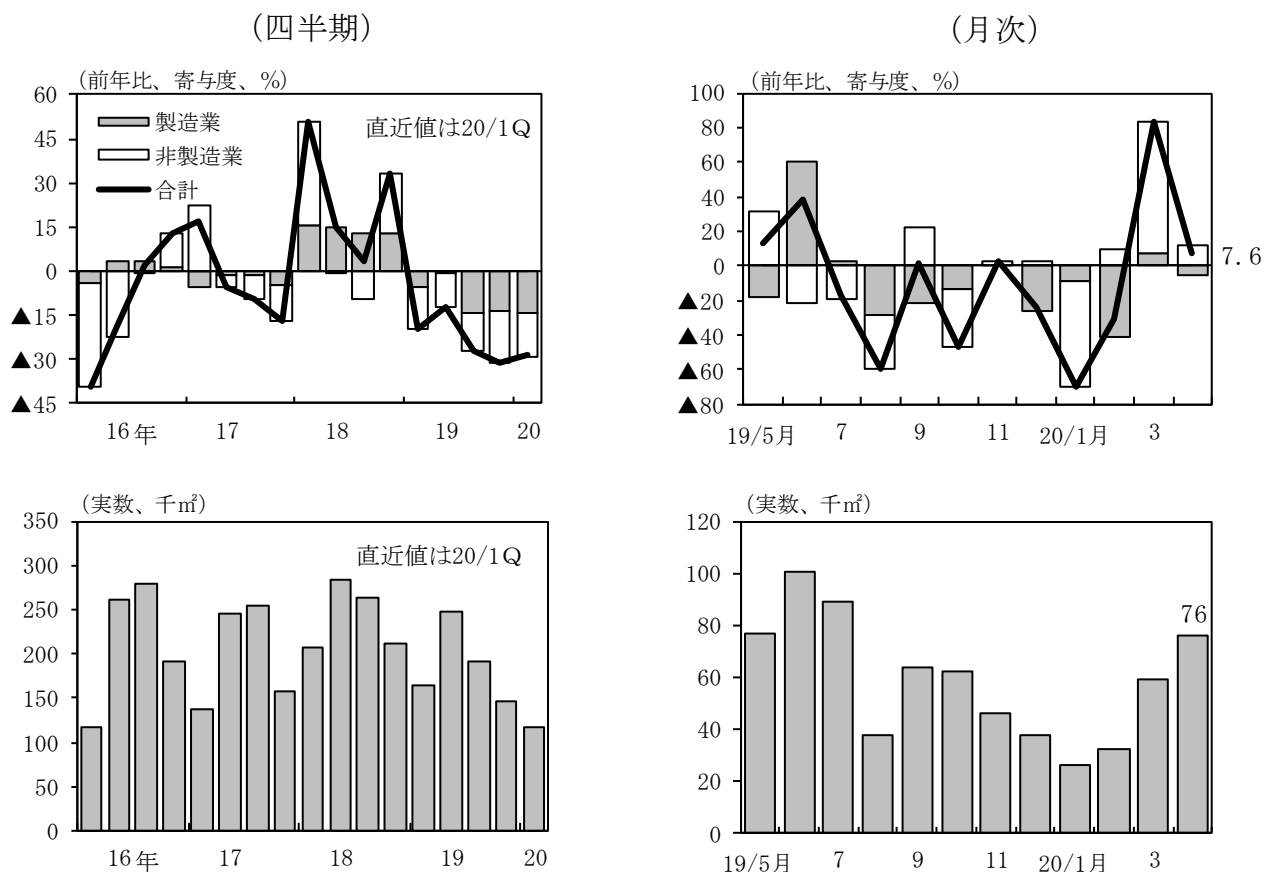 (四半期)
(前年比、寄与度、%)
60
45
30
15
0
▲15
▲30
▲45
製造業
非製造業
合計
直近値は20/1Q
16年 17 18 19 20
(月次)
(前年比、寄与度、%)
100
80
60
40
20
0
▲20
▲40
▲60
▲80
7.6
19/5月 7 9 11 20/1月 3
(実数、千㎡)
350
300
250
200
150
100
50
0
直近値は20/1Q
16年 17 18 19 20
(実数、千㎡)
120
100
80
60
40
20
0
76
19/5月 7 9 11 20/1月 3